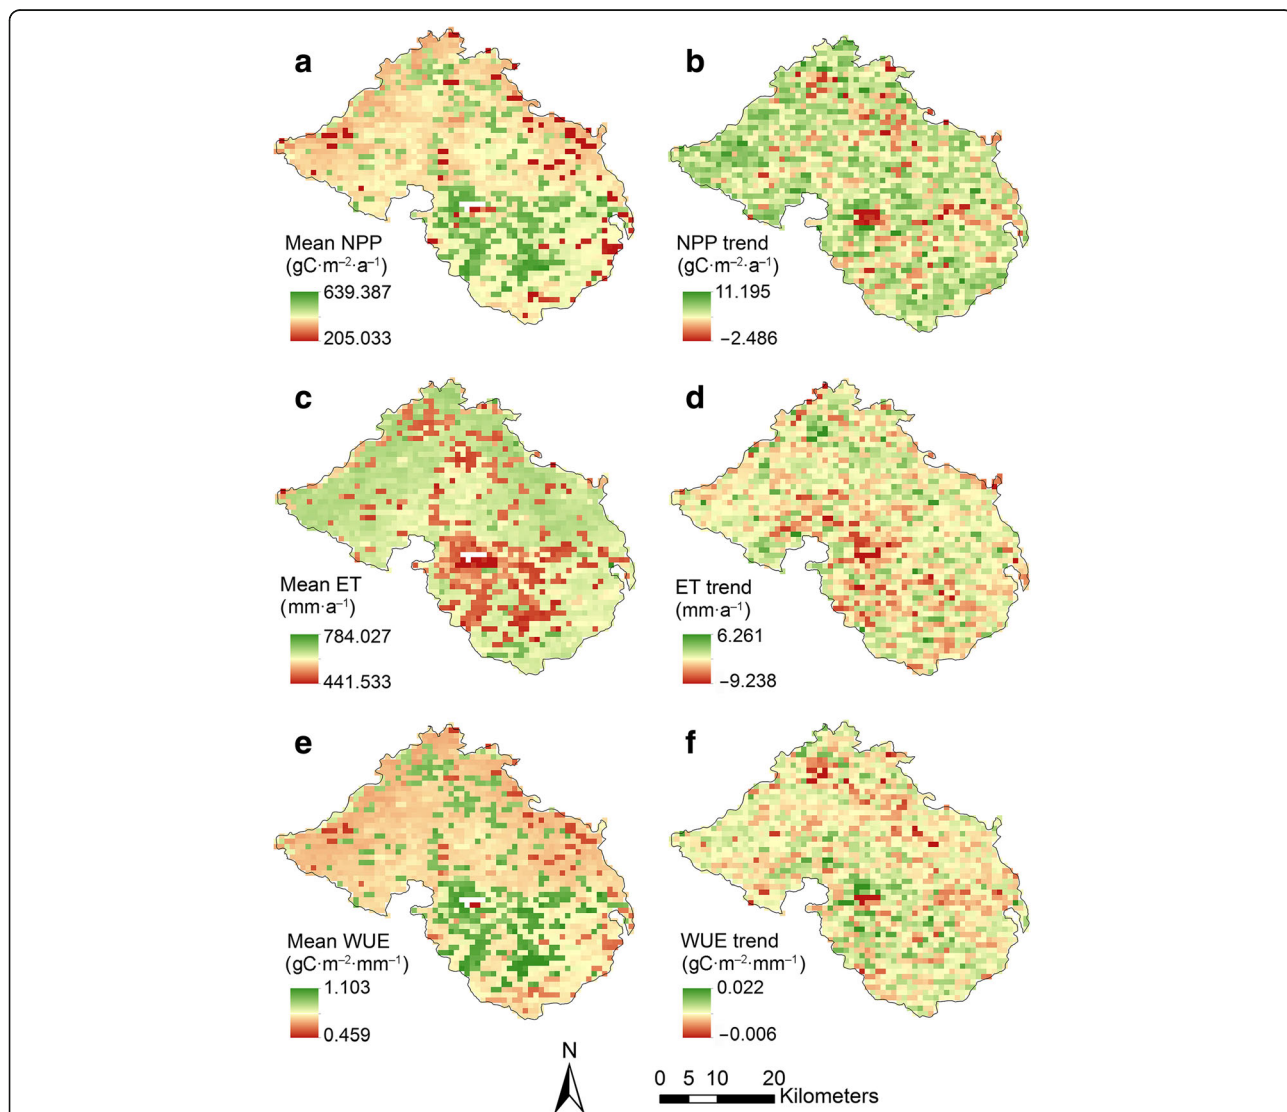 a
Mean NPP
(gC·m⁻²·a⁻¹)
639.387
205.033
b
NPP trend
(gC·m⁻²·a⁻¹)
11.195
−2.486
c
Mean ET
(mm·a⁻¹)
784.027
441.533
d
ET trend
(mm·a⁻¹)
6.261
−9.238
e
Mean WUE
(gC·m⁻²·mm⁻¹)
1.103
0.459
f
WUE trend
(gC·m⁻²·mm⁻¹)
0.022
−0.006
N
0 5 10 20
Kilometers